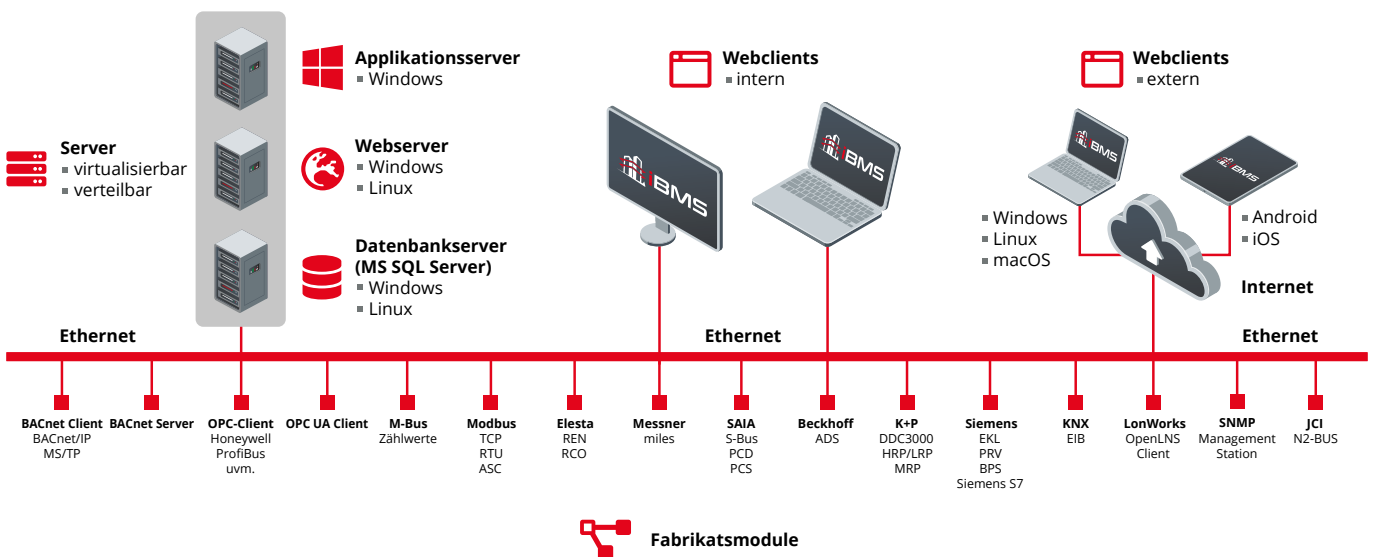 Server
virtualisierbar
verteilbar
Applikationsserver
Windows
Webserver
Windows
Linux
Datenbankserver
(MS SQL Server)
Windows
Linux
Webclients
intern
BMS
BMS
Webclients
extern
BMS
BMS
Windows
Linux
macOS
Android
iOS
Internet
Ethernet
Ethernet
Ethernet
BACnet Client
BACnet/IP
MS/TP
BACnet Server
OPC-Client
Honeywell
ProfiBus
uvm.
OPC UA Client
M-Bus
Zählwerte
Modbus
TCP
RTU
ASC
Elesta
REN
RCO
Messner
miles
SAIA
S-Bus
PCD
PCS
Beckhoff
ADS
K+P
DDC3000
HRP/LRP
MRP
Siemens
EKL
PRV
BPS
Siemens S7
KNX
EIB
LonWorks
OpenLNS
Client
SNMP
Management
Station
JCI
N2-BUS
Fabrikatsmodule